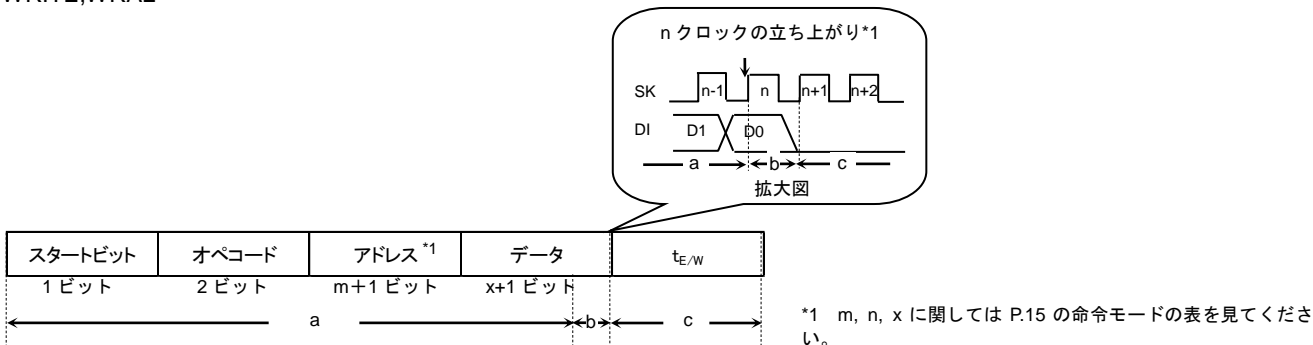 n クロックの立ち上がり*1
SK n-1 n n+1 n+2
DI D1 D0
a b c
拡大図
スタートビット オペコード アドレス*1 データ tE/W
1 ビット 2 ビット m+1 ビット x+1 ビット
a b c
*1 m, n, x に関しては P.15 の命令モードの表を見てくださ
い。